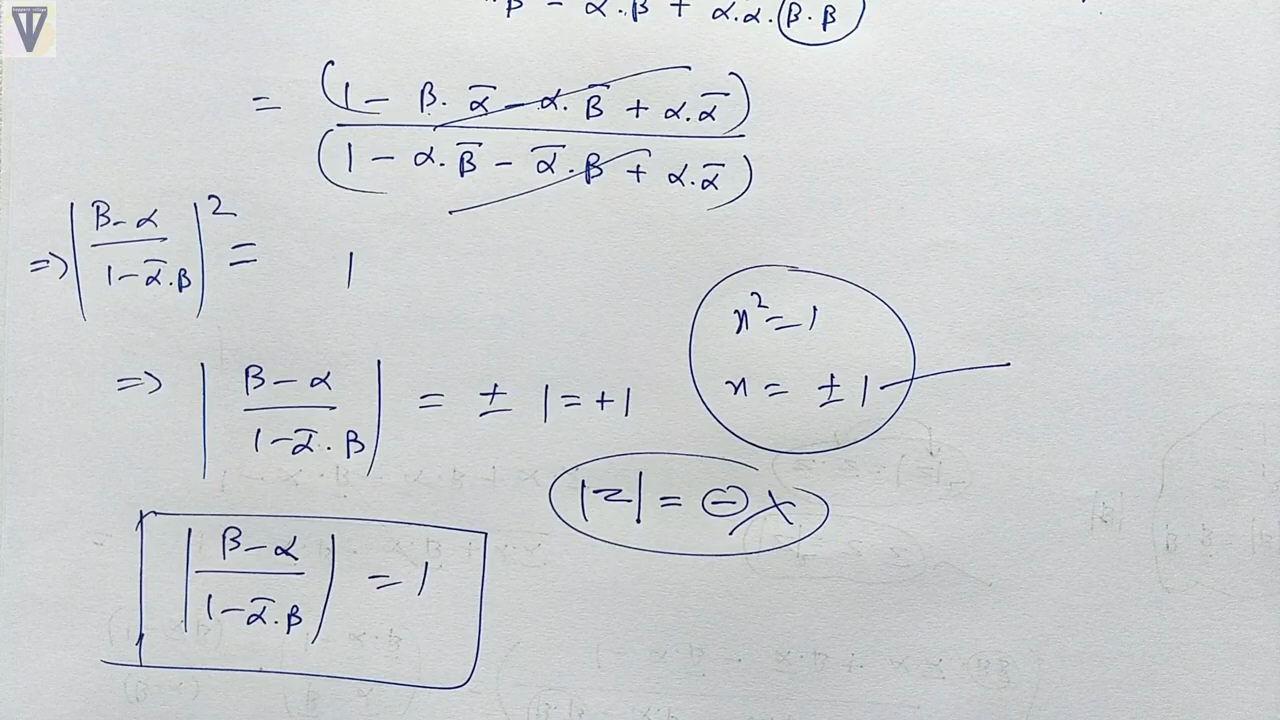 β - α.β̄ + α.ᾱ.(β.β̄)
= (1 - β.ᾱ - α.β̄ + α.ᾱ) / (1 - α.β̄ - ᾱ.β + α.ᾱ)
=> |(β-α)/(1-ᾱ.β)|² = 1
x² = 1
x = ±1
=> |(β-α)/(1-ᾱ.β)| = ± 1 = +1
|z| = ⊖x
|(β-α)/(1-ᾱ.β)| = 1